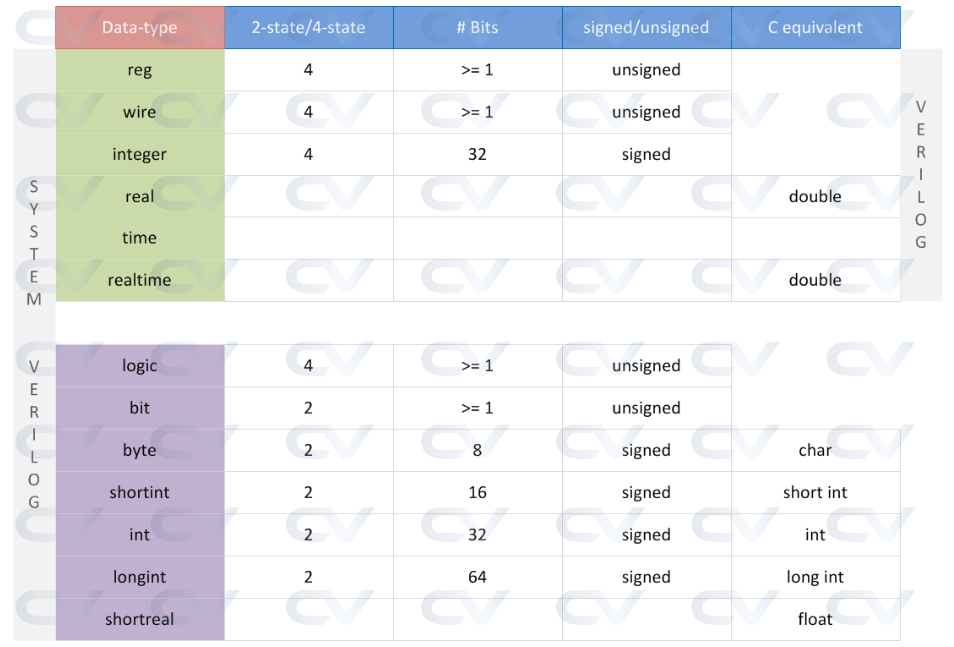 Data-type 2-state/4-state # Bits signed/unsigned C equivalent
reg 4 >= 1 unsigned
wire 4 >= 1 unsigned
integer 4 32 signed
real double
time
realtime double
logic 4 >= 1 unsigned
bit 2 >= 1 unsigned
byte 2 8 signed char
shortint 2 16 signed short int
int 2 32 signed int
longint 2 64 signed long int
shortreal float
SYSTEM VERILOG
VERILOG
CV